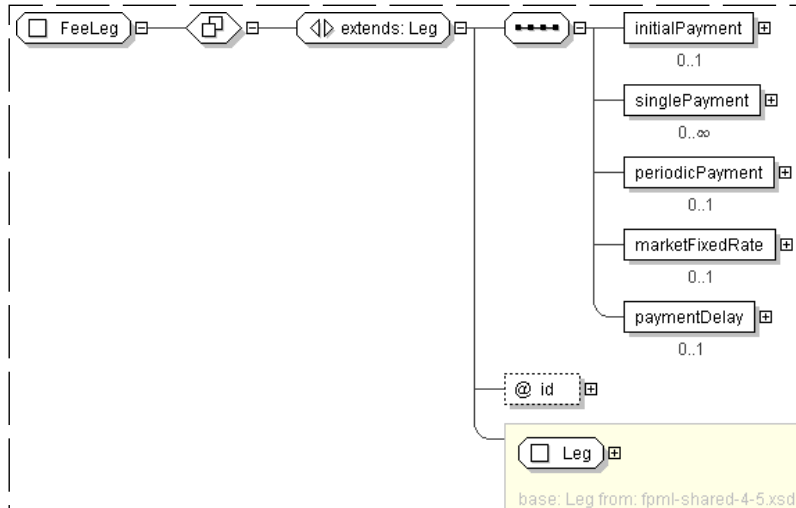 FeeLeg
extends: Leg
initialPayment
0..1
singlePayment
0..∞
periodicPayment
0..1
marketFixedRate
0..1
paymentDelay
0..1
@ id
Leg
base: Leg from: fpml-shared-4-5.xsd